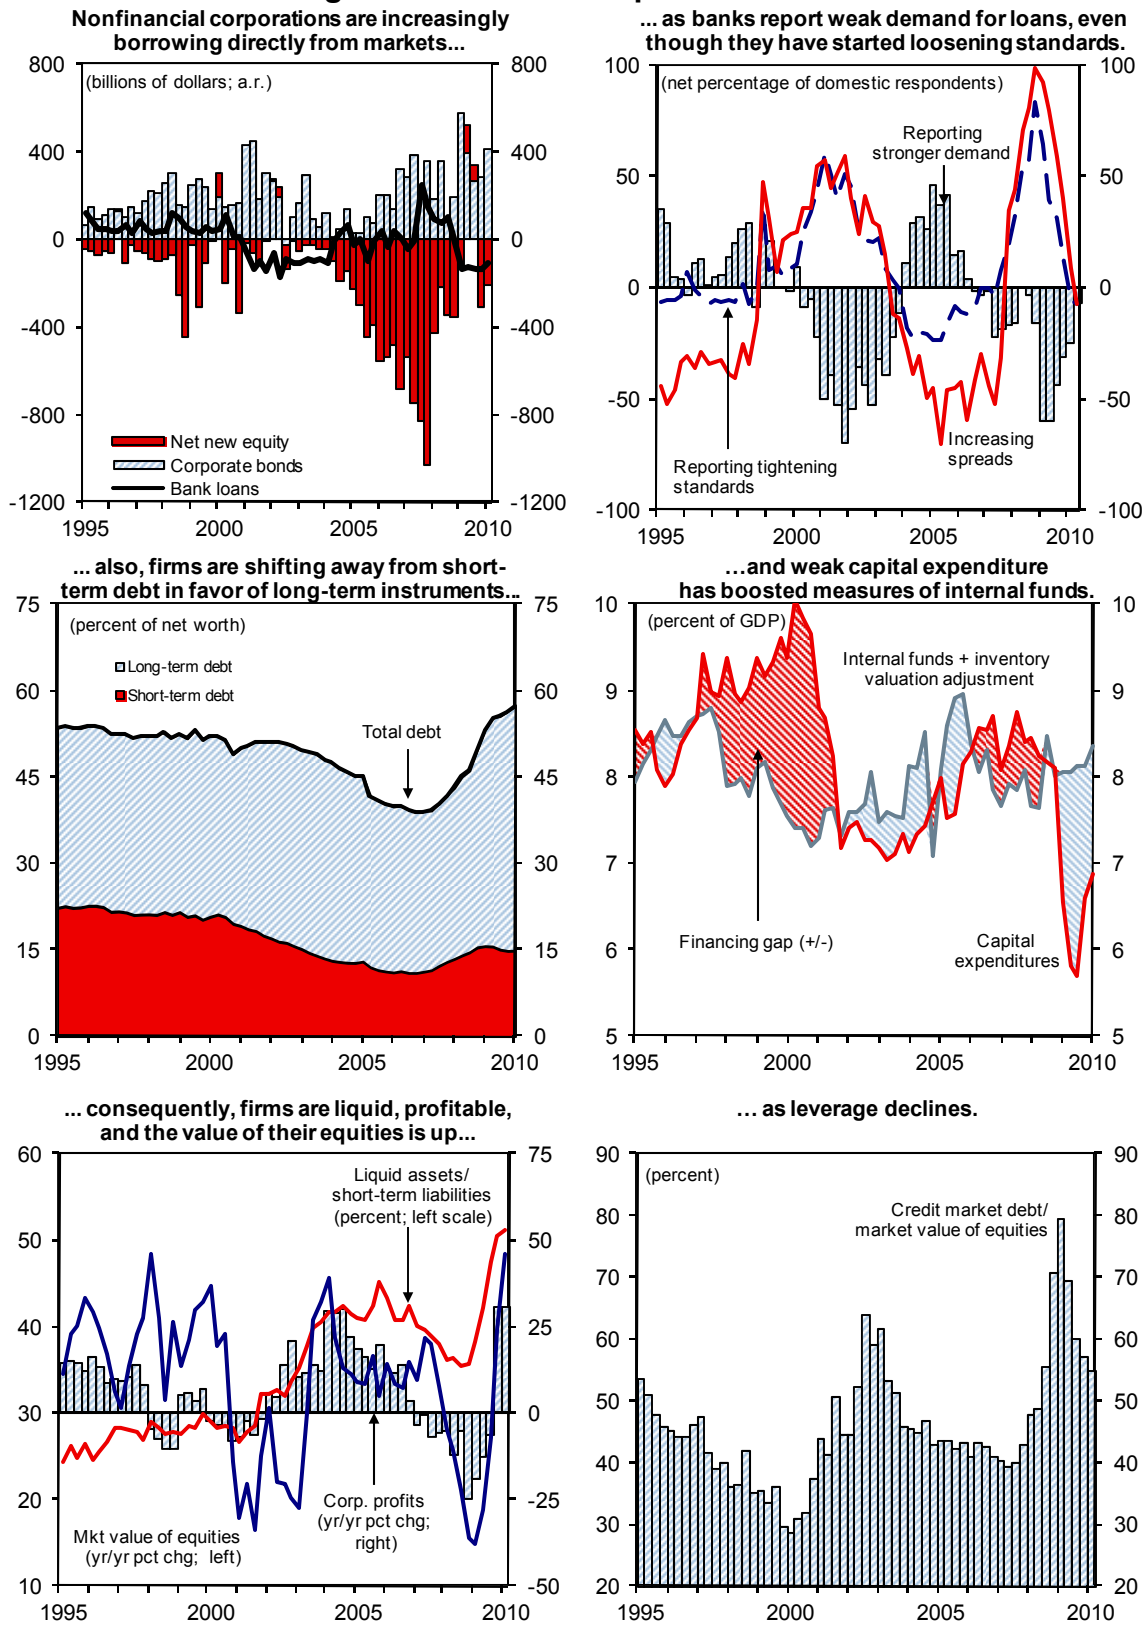 Nonfinancial corporations are increasingly
borrowing directly from markets...
800
400
0
-400
-800
-1200
(billions of dollars; a.r.)
Net new equity
Corporate bonds
Bank loans
800
400
0
-400
-800
-1200
1995
2000
2005
2010
... as banks report weak demand for loans, even
though they have started loosening standards.
100
50
0
-50
-100
(net percentage of domestic respondents)
Reporting
stronger demand
Reporting tightening
standards
Increasing
spreads
100
50
0
-50
-100
1995
2000
2005
2010
... also, firms are shifting away from short-
term debt in favor of long-term instruments...
75
60
45
30
15
0
(percent of net worth)
Long-term debt
Short-term debt
Total debt
75
60
45
30
15
0
1995
2000
2005
2010
...and weak capital expenditure
has boosted measures of internal funds.
10
9
8
7
6
5
(percent of GDP)
Internal funds + inventory
valuation adjustment
Financing gap (+/-)
Capital
expenditures
10
9
8
7
6
5
1995
2000
2005
2010
... consequently, firms are liquid, profitable,
and the value of their equities is up...
60
50
40
30
20
10
Liquid assets/
short-term liabilities
(percent; left scale)
Corp. profits
(yr/yr pct chg;
right)
Mkt value of equities
(yr/yr pct chg; left)
75
50
25
0
-25
-50
1995
2000
2005
2010
... as leverage declines.
90
80
70
60
50
40
30
20
(percent)
Credit market debt/
market value of equities
90
80
70
60
50
40
30
20
1995
2000
2005
2010